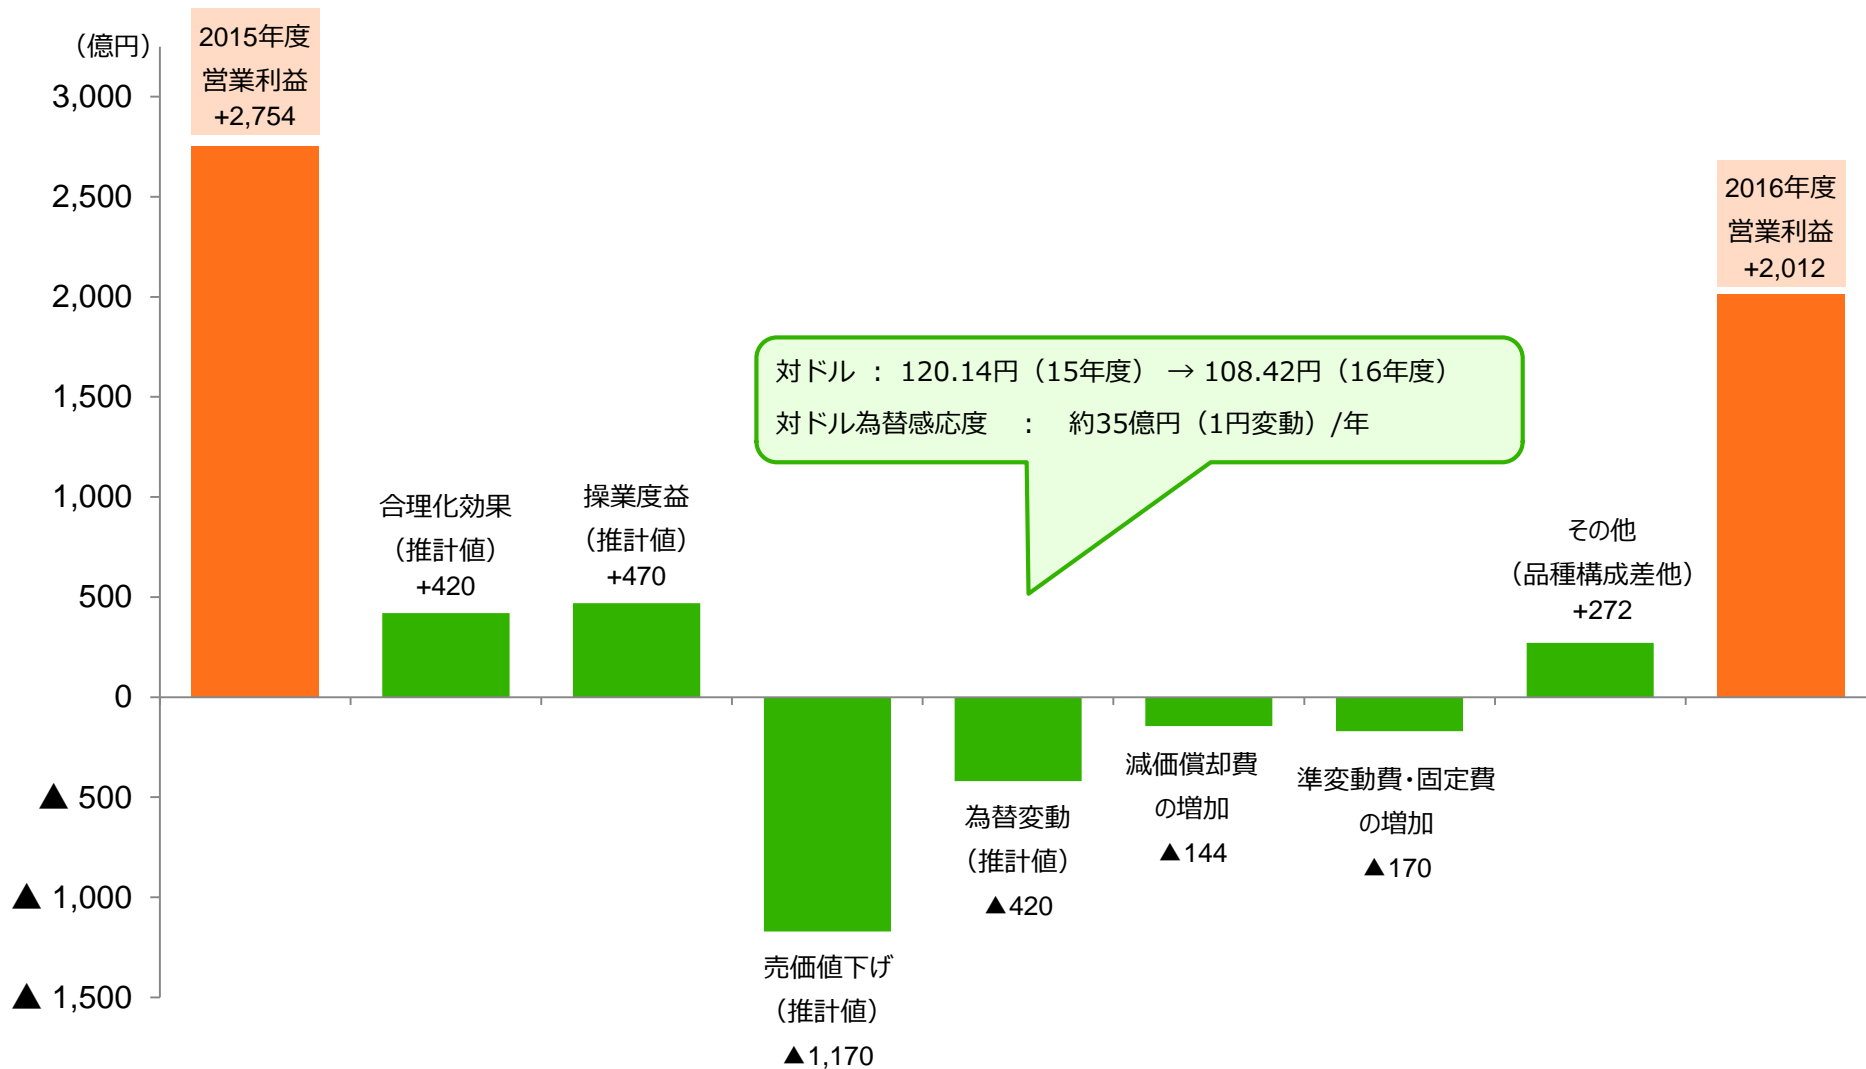 （億円）
3,000
2,500
2,000
1,500
1,000
500
0
▲ 500
▲ 1,000
▲ 1,500
2015年度
営業利益
+2,754
合理化効果
（推計値）
+420
操業度益
（推計値）
+470
売価値下げ
（推計値）
▲1,170
対ドル ： 120.14円（15年度） → 108.42円（16年度）
対ドル為替感応度 ： 約35億円（1円変動）/年
為替変動
（推計値）
▲420
減価償却費
の増加
▲144
準変動費・固定費
の増加
▲170
その他
（品種構成差他）
+272
2016年度
営業利益
+2,012